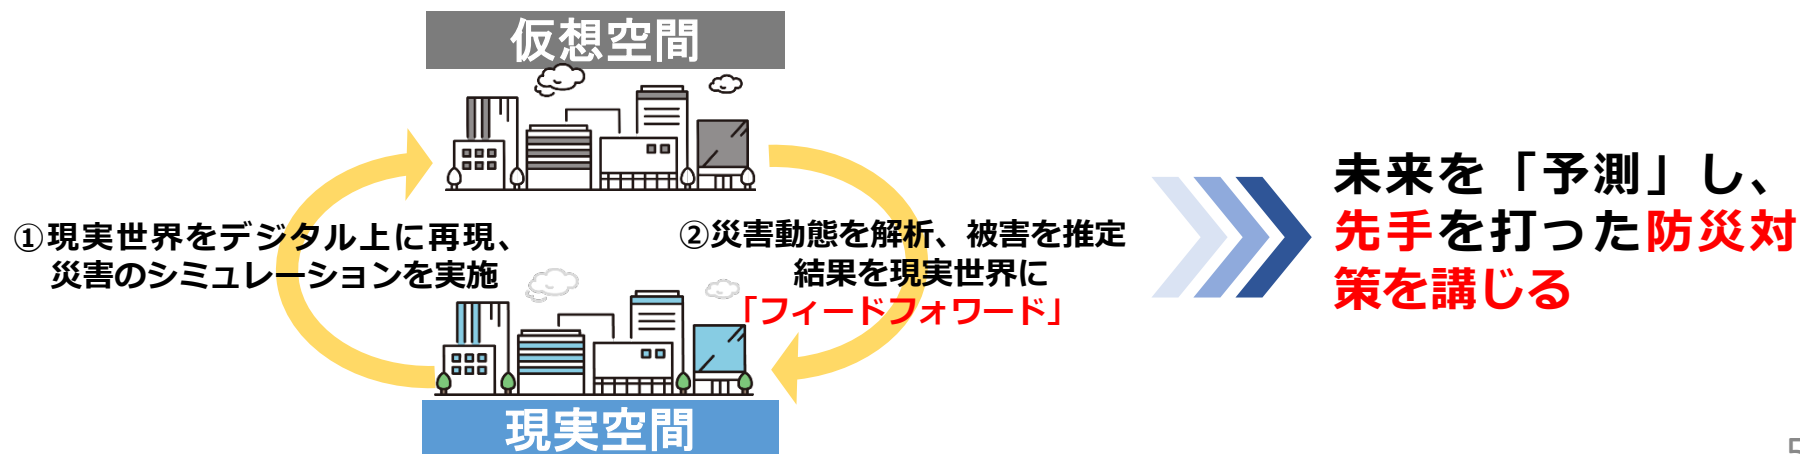 仮想空間
①現実世界をデジタル上に再現、
災害のシミュレーションを実施
②災害動態を解析、被害を推定
結果を現実世界に
「フィードフォワード」
現実空間
未来を「予測」し、
先手を打った防災対
策を講じる